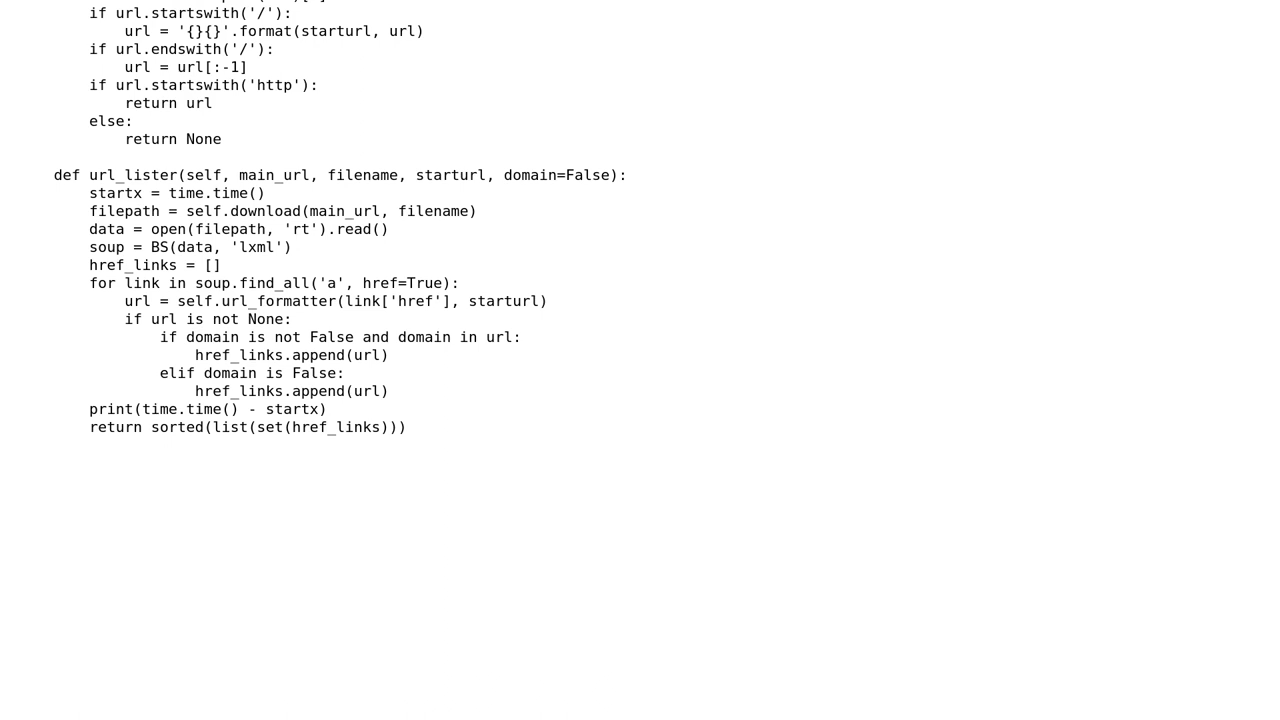 if url.startswith('/'):
            url = '{}{}'.format(starturl, url)
        if url.endswith('/'):
            url = url[:-1]
        if url.startswith('http'):
            return url
        else:
            return None

    def url_lister(self, main_url, filename, starturl, domain=False):
        startx = time.time()
        filepath = self.download(main_url, filename)
        data = open(filepath, 'rt').read()
        soup = BS(data, 'lxml')
        href_links = []
        for link in soup.find_all('a', href=True):
            url = self.url_formatter(link['href'], starturl)
            if url is not None:
                if domain is not False and domain in url:
                    href_links.append(url)
                elif domain is False:
                    href_links.append(url)
        print(time.time() - startx)
        return sorted(list(set(href_links)))